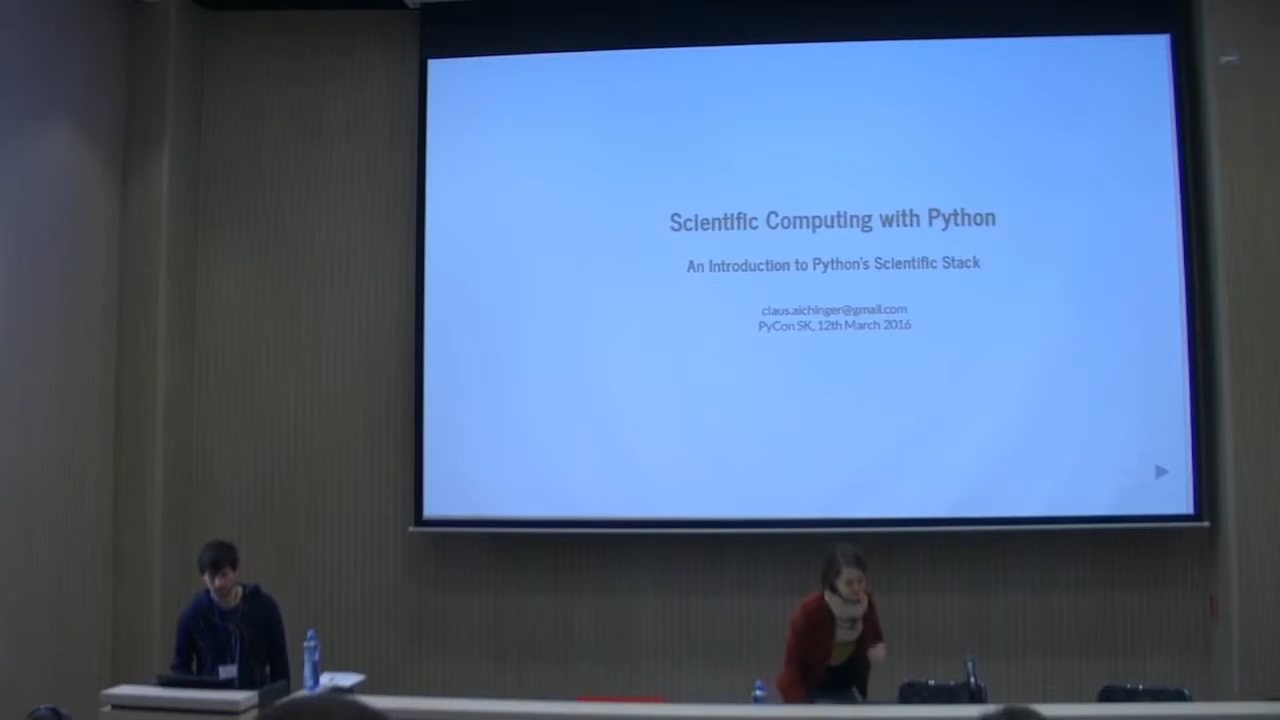 Scientific Computing with Python
An Introduction to Python's Scientific Stack
claus.aichinger@gmail.com
PyCon SK, 12th March 2016